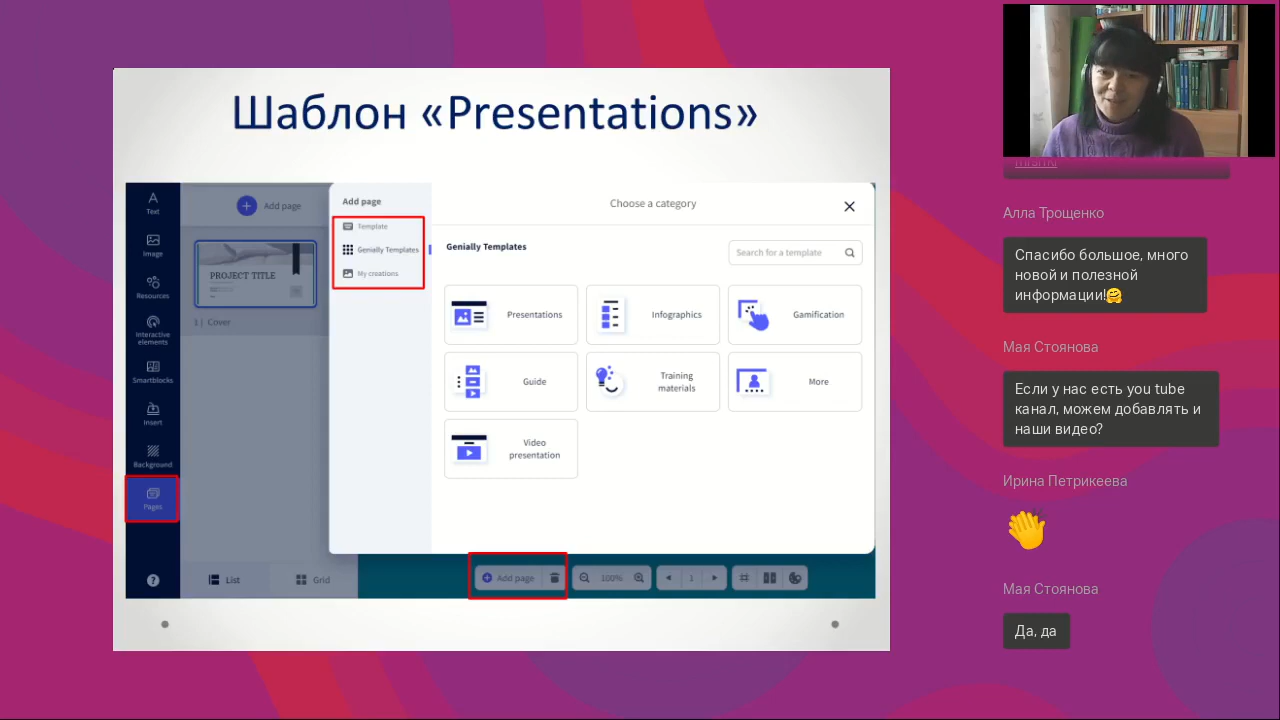 Шаблон «Presentations»
Text
Image
Resources
Interactive
elements
Smartblocks
Insert
Background
Pages
Add page
PROJECT TITLE
1 | Cover
List
Grid
Add page
Template
Genially Templates
My creations
Choose a category
Genially Templates
Search for a template
Presentations
Infographics
Gamification
Guide
Training
materials
More
Video
presentation
Add page
100%
1
Алла Трощенко
Спасибо большое, много
новой и полезной
информации!🤗
Мая Стоянова
Если у нас есть you tube
канал, можем добавлять и
наши видео?
Ирина Петрикеева
👏
Мая Стоянова
Да, да